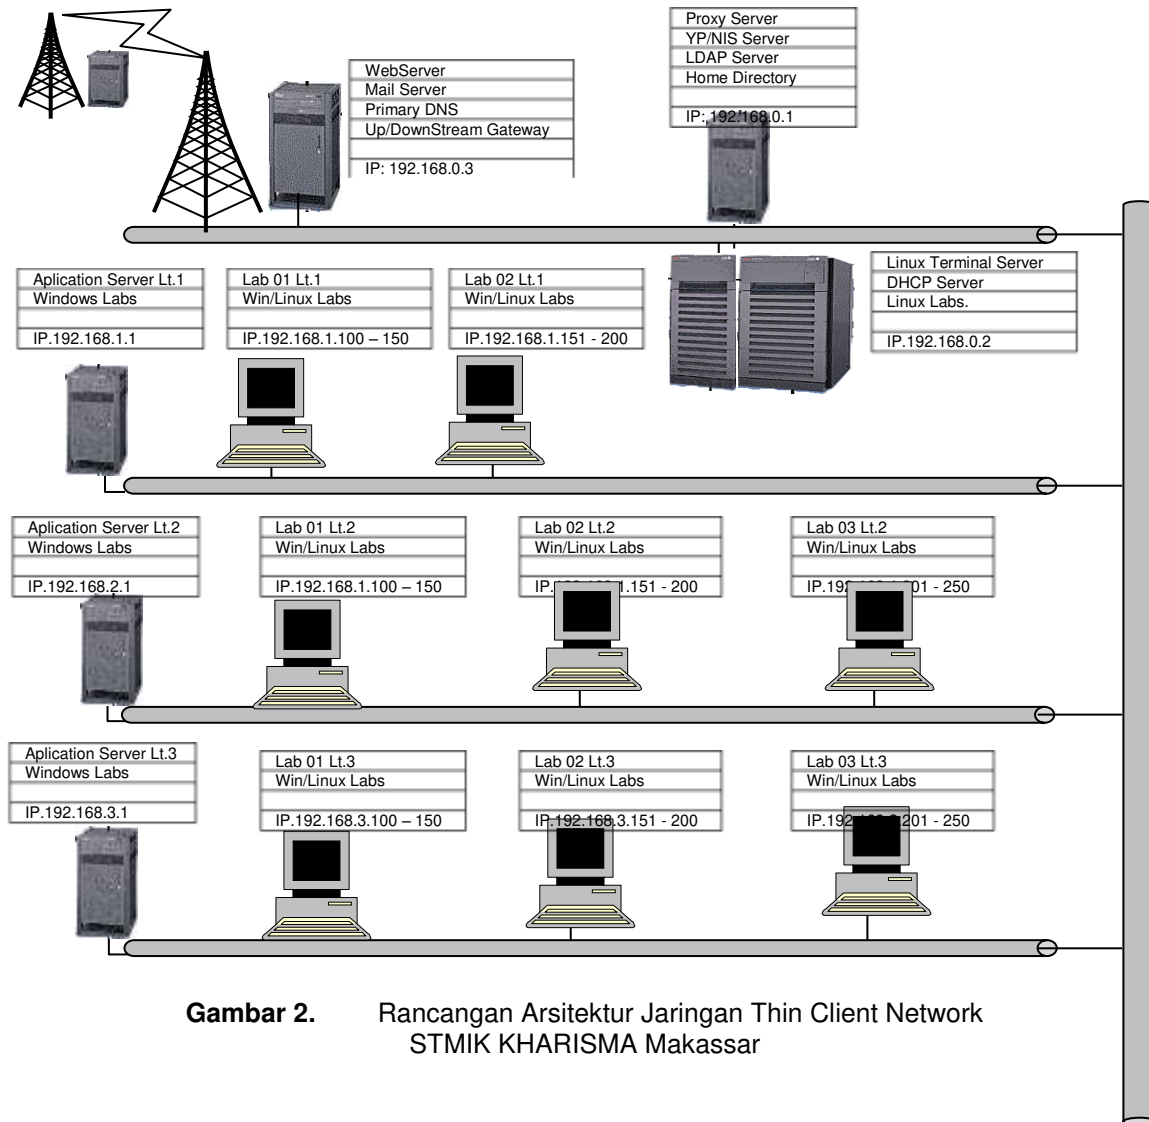 Proxy Server
YP/NIS Server
LDAP Server
Home Directory
IP: 192.168.0.1
WebServer
Mail Server
Primary DNS
Up/DownStream Gateway
IP: 192.168.0.3
Linux Terminal Server
DHCP Server
Linux Labs.
IP.192.168.0.2
Aplication Server Lt.1
Windows Labs
IP.192.168.1.1
Lab 01 Lt.1
Win/Linux Labs
IP.192.168.1.100 – 150
Lab 02 Lt.1
Win/Linux Labs
IP.192.168.1.151 - 200
Aplication Server Lt.2
Windows Labs
IP.192.168.2.1
Lab 01 Lt.2
Win/Linux Labs
IP.192.168.1.100 – 150
Lab 02 Lt.2
Win/Linux Labs
- 200
Lab 03 Lt.2
Win/Linux Labs
- 250
Aplication Server Lt.3
Windows Labs
IP.192.168.3.1
Lab 01 Lt.3
Win/Linux Labs
IP.192.168.3.100 – 150
Lab 02 Lt.3
Win/Linux Labs
IP.192.168.3.151 - 200
Lab 03 Lt.3
Win/Linux Labs
- 250
Gambar 2. Rancangan Arsitektur Jaringan Thin Client Network
STMIK KHARISMA Makassar